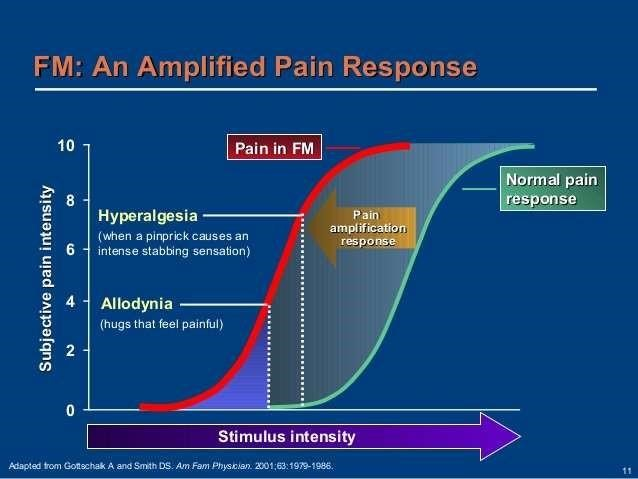 FM: An Amplified Pain Response
10
8
6
4
2
0
Subjective pain intensity
Pain in FM
Normal pain
response
Hyperalgesia
(when a pinprick causes an
intense stabbing sensation)
Pain
amplification
response
Allodynia
(hugs that feel painful)
Stimulus intensity
Adapted from Gottschalk A and Smith DS. Am Fam Physician. 2001;63:1979-1986.
11